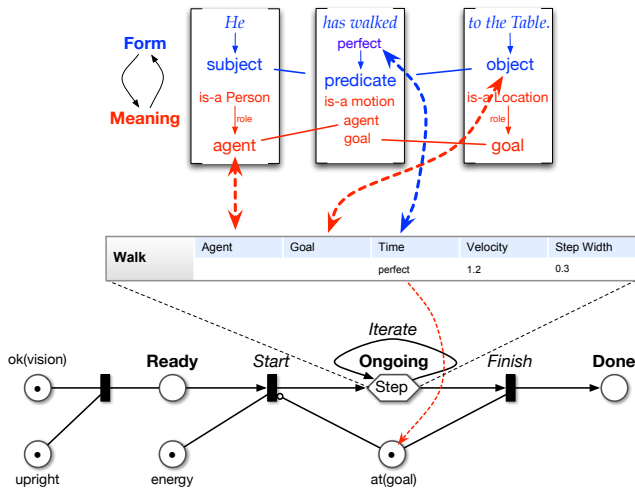 He
has walked
to the Table.
Form
perfect
subject
predicate
object
Meaning
is-a Person
is-a motion
is-a Location
role
agent
role
agent
goal
goal
Walk
Agent
Goal
Time
Velocity
Step Width
perfect
1.2
0.3
Iterate
ok(vision)
Ready
Start
Ongoing
Finish
Done
Step
upright
energy
at(goal)